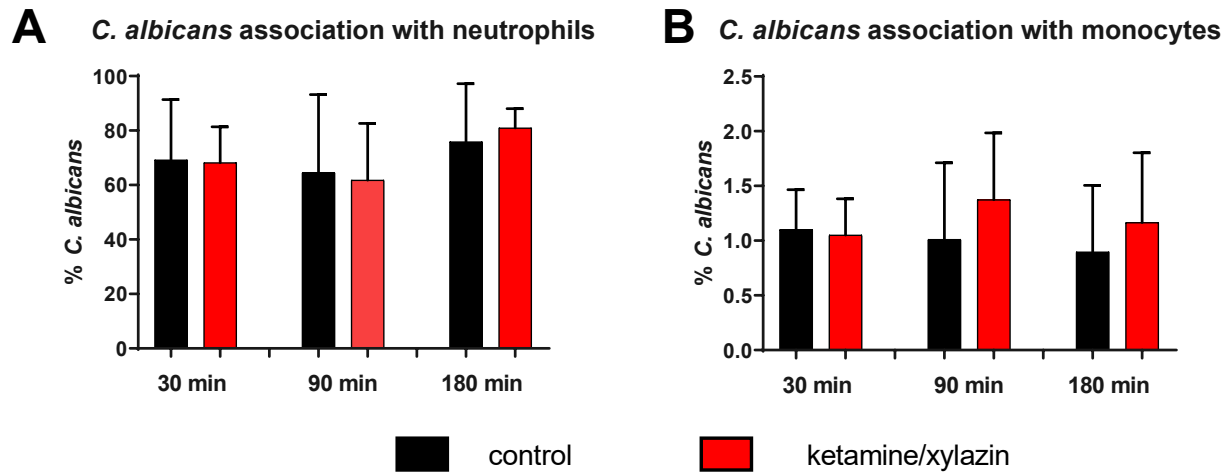 A
C. albicans association with neutrophils
% C. albicans
100
80
60
40
20
0
30 min
90 min
180 min
B
C. albicans association with monocytes
% C. albicans
2.5
2.0
1.5
1.0
0.5
0.0
30 min
90 min
180 min
control
ketamine/xylazin